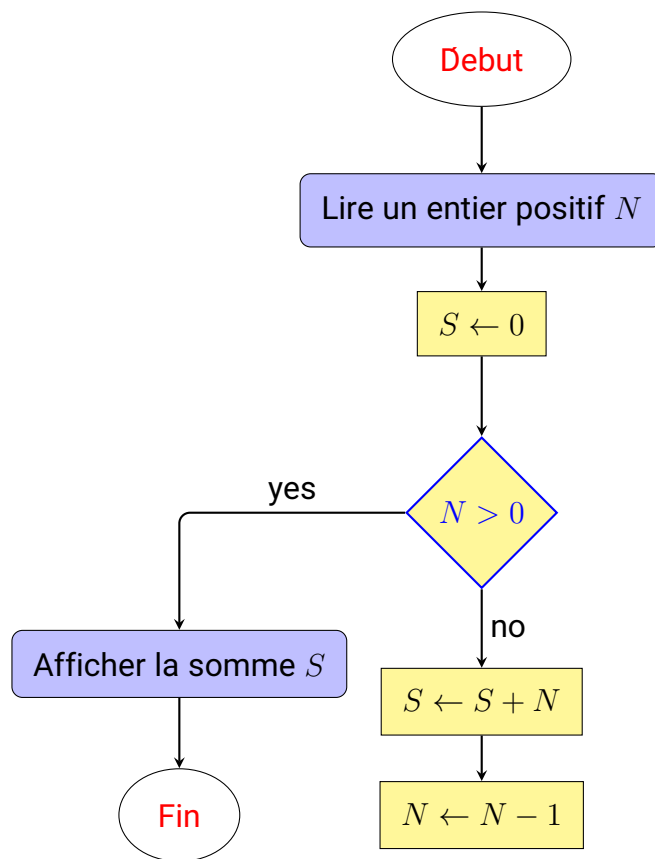 Debut
Lire un entier positif N
S ← 0
N > 0
yes
no
Afficher la somme S
S ← S + N
Fin
N ← N − 1